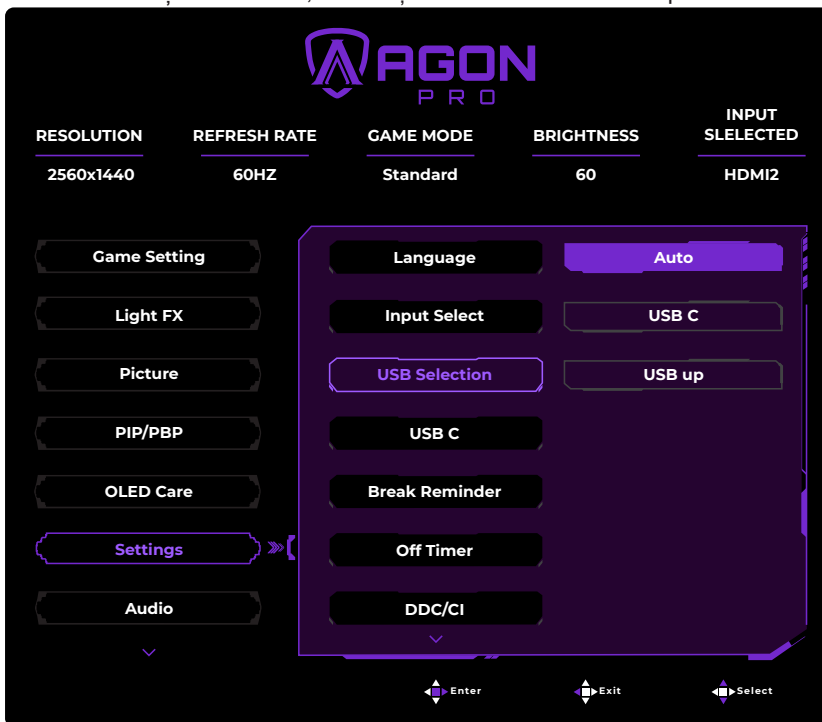 AGON
PRO
RESOLUTION
REFRESH RATE
GAME MODE
BRIGHTNESS
INPUT
SLELECTED
2560x1440
60HZ
Standard
60
HDMI2
Game Setting
Language
Auto
Light FX
Input Select
USB C
Picture
USB Selection
USB up
PIP/PBP
USB C
OLED Care
Break Reminder
Settings
Off Timer
Audio
DDC/CI
Enter
Exit
Select